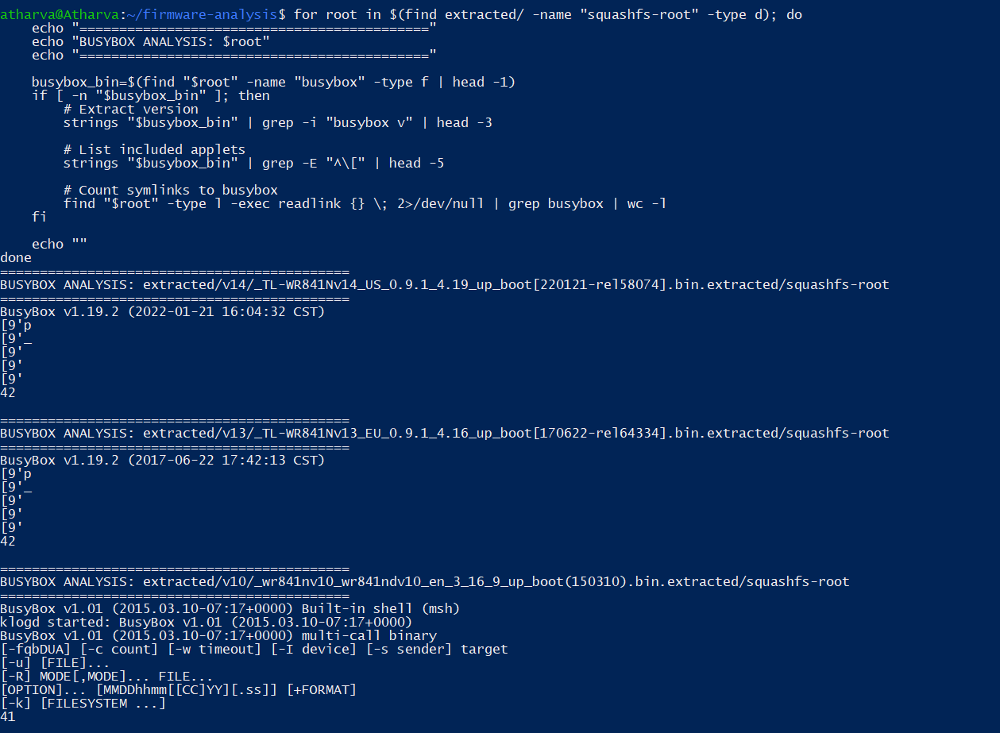 atharva@Atharva:~/firmware-analysis$ for root in $(find extracted/ -name "squashfs-root" -type d); do
    echo "============================================"
    echo "BUSYBOX ANALYSIS: $root"
    echo "============================================"

    busybox_bin=$(find "$root" -name "busybox" -type f | head -1)
    if [ -n "$busybox_bin" ]; then
        # Extract version
        strings "$busybox_bin" | grep -i "busybox v" | head -3

        # List included applets
        strings "$busybox_bin" | grep -E "^\[" | head -5

        # Count symlinks to busybox
        find "$root" -type l -exec readlink {} \; 2>/dev/null | grep busybox | wc -l
    fi

    echo ""
done
============================================
BUSYBOX ANALYSIS: extracted/v14/_TL-WR841Nv14_US_0.9.1_4.19_up_boot[220121-rel58074].bin.extracted/squashfs-root
============================================
BusyBox v1.19.2 (2022-01-21 16:04:32 CST)
[9'p
[9'_
[9'
[9'
[9'
42

============================================
BUSYBOX ANALYSIS: extracted/v13/_TL-WR841Nv13_EU_0.9.1_4.16_up_boot[170622-rel64334].bin.extracted/squashfs-root
============================================
BusyBox v1.19.2 (2017-06-22 17:42:13 CST)
[9'p
[9'_
[9'
[9'
[9'
42

============================================
BUSYBOX ANALYSIS: extracted/v10/_wr841nv10_wr841ndv10_en_3_16_9_up_boot(150310).bin.extracted/squashfs-root
============================================
BusyBox v1.01 (2015.03.10-07:17+0000) Built-in shell (msh)
klogd started: BusyBox v1.01 (2015.03.10-07:17+0000)
BusyBox v1.01 (2015.03.10-07:17+0000) multi-call binary
[-fqbDUA] [-c count] [-w timeout] [-I device] [-s sender] target
[-u] [FILE]...
[-R] MODE[,MODE]... FILE...
[OPTION]... [MMDDhhmm[[CC]YY][.ss]] [+FORMAT]
[-k] [FILESYSTEM ...]
41